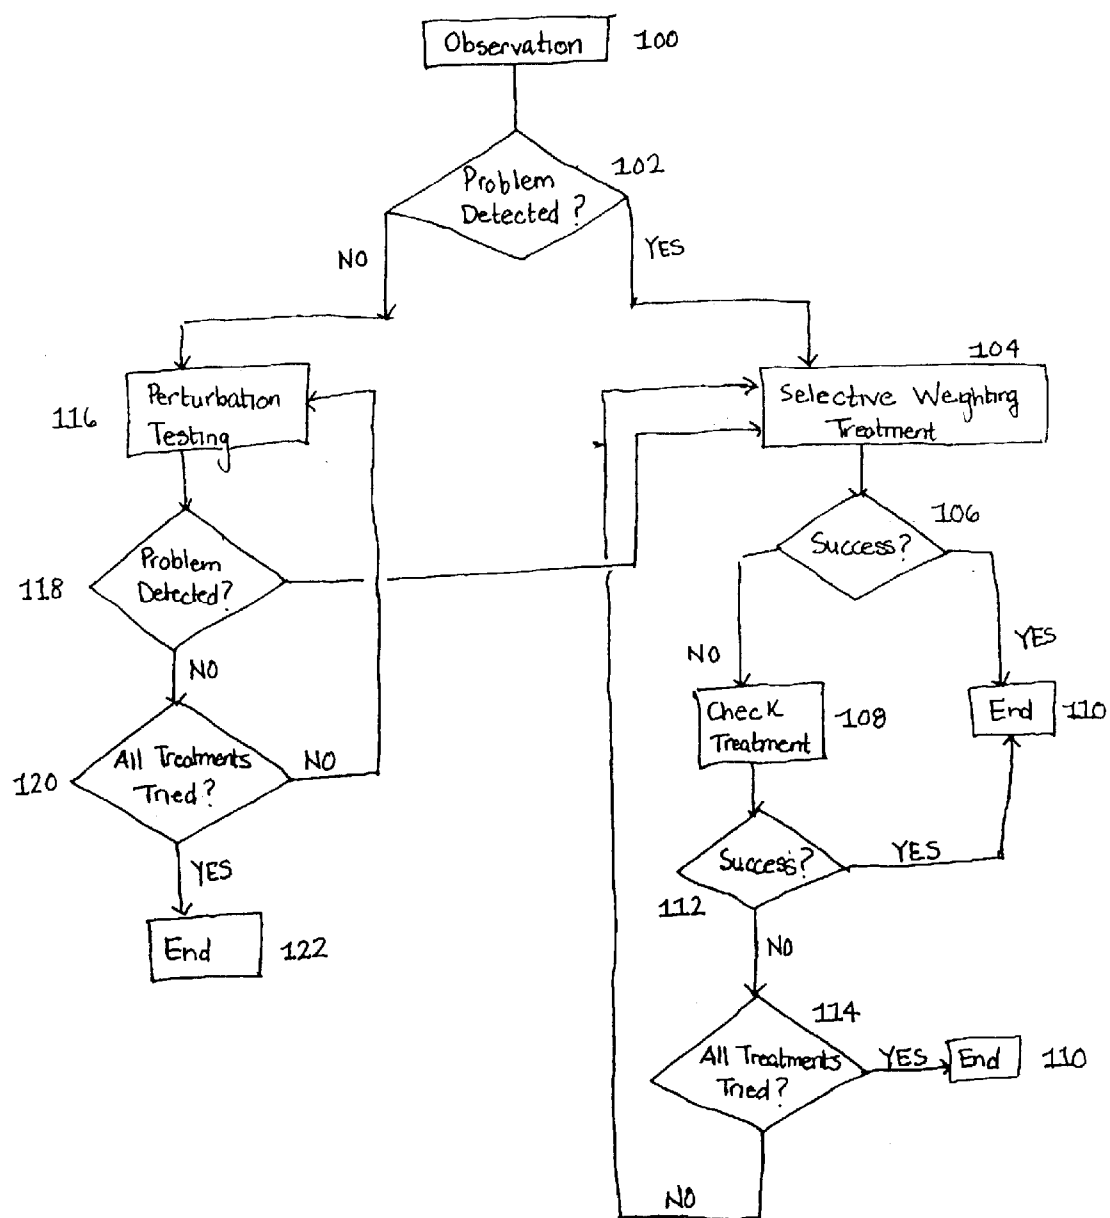 Observation 100
102
Problem
Detected?
NO
YES
104
116
Perturbation
Testing
Selective Weighting
Treatment
106
Success?
118
Problem
Detected?
NO
NO
YES
Check
Treatment
108
End 110
120
All Treatments
Tried?
NO
YES
Success?
YES
112
End 122
NO
114
All Treatments
Tried?
YES
End 110
NO